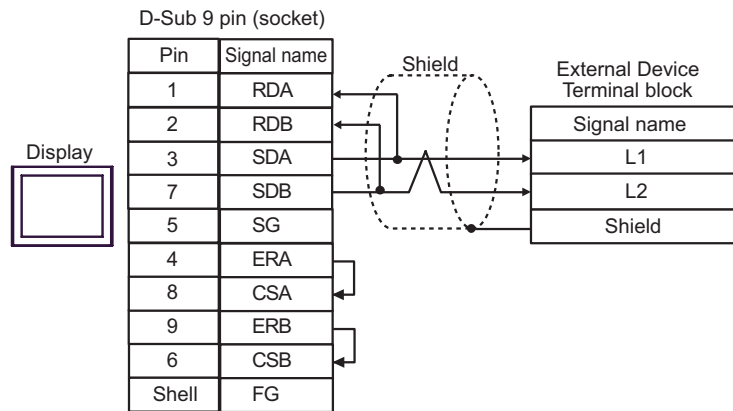 D-Sub 9 pin (socket)
Pin Signal name
1 RDA
2 RDB
3 SDA
7 SDB
5 SG
4 ERA
8 CSA
9 ERB
6 CSB
Shell FG
Display
Shield
External Device
Terminal block
Signal name
L1
L2
Shield